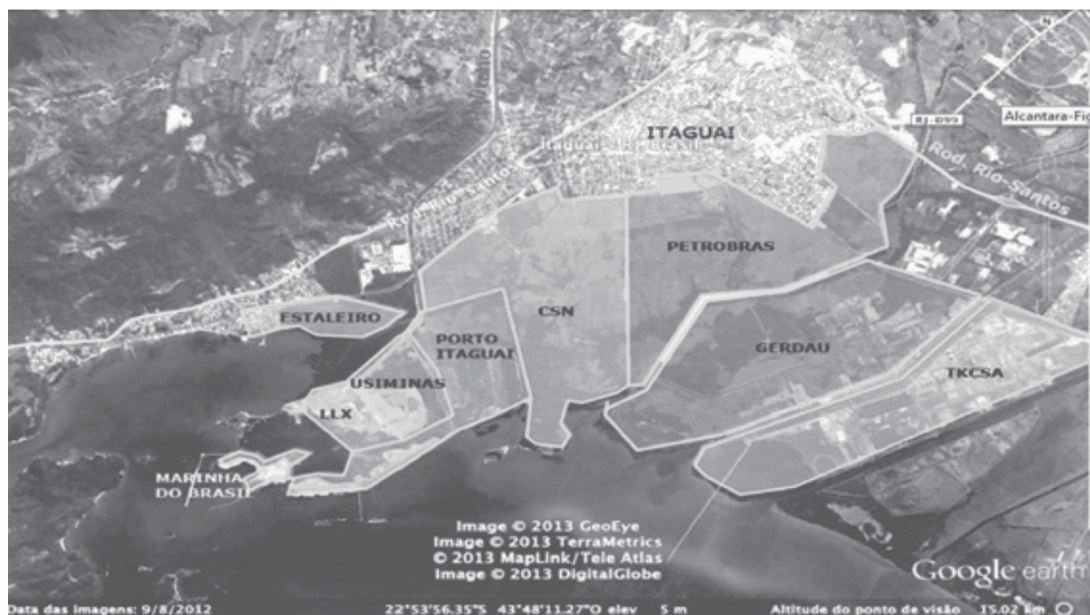 N
RJ-099
Alcantara-Fig
ITAGUAI
Itaguai - RJ, Brasil
Rod. Rio-Santos
Rod. Rio-Santos
PETROBRAS
CSN
ESTALEIRO
PORTO
ITAGUAI
GERDAU
USIMINAS
TKCSA
LLX
MARINHA
DO BRASIL
Image © 2013 GeoEye
Image © 2013 TerraMetrics
© 2013 MapLink/Tele Atlas
Image © 2013 DigitalGlobe
Google earth
Data das imagens: 9/8/2012
22°53'56.35"S 43°48'11.27"O elev 5 m
Altitude do ponto de visão 15.02 km